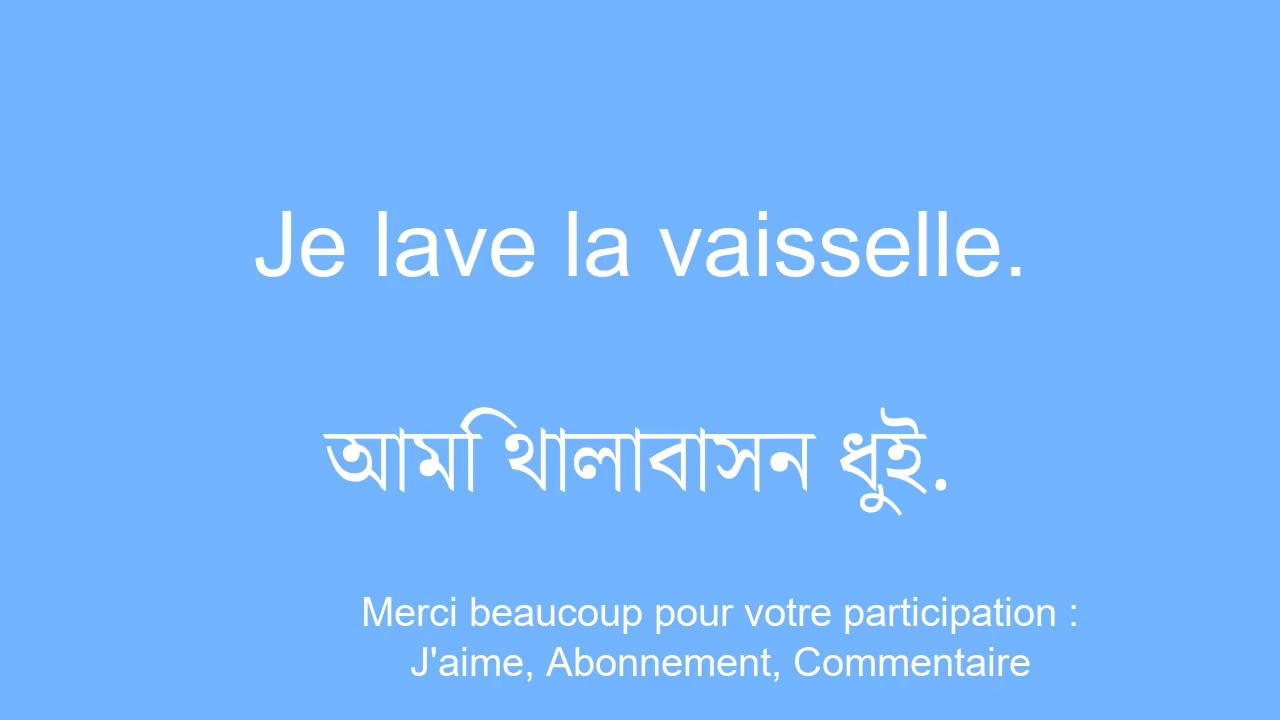 Je lave la vaisselle.
আমি থালাবাসন ধুই.
Merci beaucoup pour votre participation :
J'aime, Abonnement, Commentaire